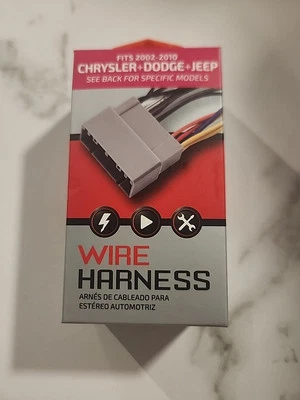 FITS 2002-2010
CHRYSLER+DODGE+JEEP
SEE BACK FOR SPECIFIC MODELS
WIRE
HARNESS
ARNÉS DE CABLEADO PARA
ESTÉREO AUTOMOTRIZ